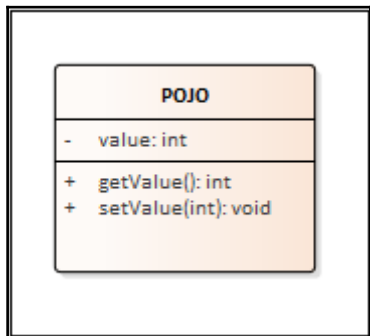 POJO
- value: int
+ getValue(): int
+ setValue(int): void